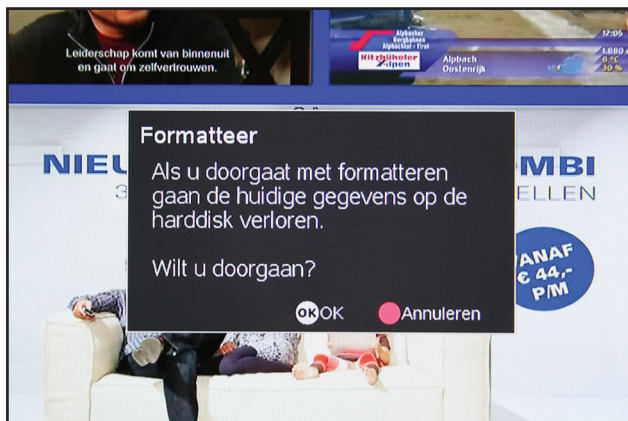 Leiderschap komt van binnenuit
en gaat om zelfvertrouwen.
Alpbacher
Bergbahnen
Alpbachtal - Tirol
Kitzbüheler
Alpen
Alpbach
Oostenrijk
12:05
1.880
6 °C
30 %
Formatteer
Als u doorgaat met formatteren
gaan de huidige gegevens op de
harddisk verloren.
Wilt u doorgaan?
OK OK
Annuleren
NIEU
MBI
3
ELLEN
VANAF
€ 44,-
P/M